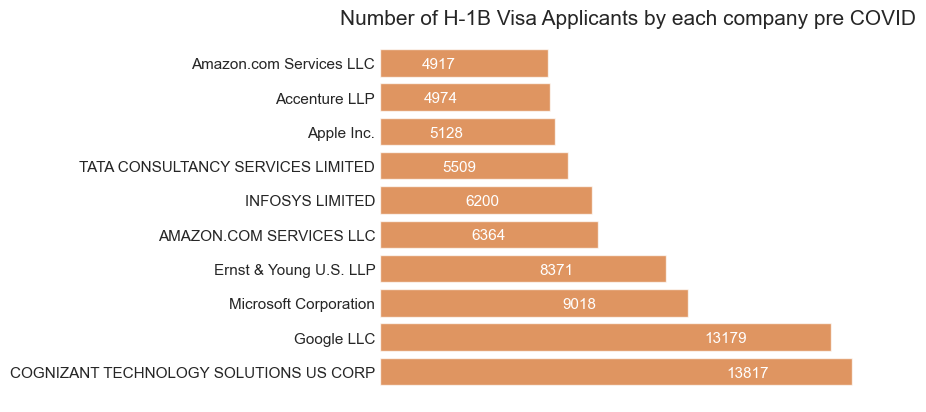 Number of H-1B Visa Applicants by each company pre COVID
Amazon.com Services LLC 4917
Accenture LLP 4974
Apple Inc. 5128
TATA CONSULTANCY SERVICES LIMITED 5509
INFOSYS LIMITED 6200
AMAZON.COM SERVICES LLC 6364
Ernst & Young U.S. LLP 8371
Microsoft Corporation 9018
Google LLC 13179
COGNIZANT TECHNOLOGY SOLUTIONS US CORP 13817